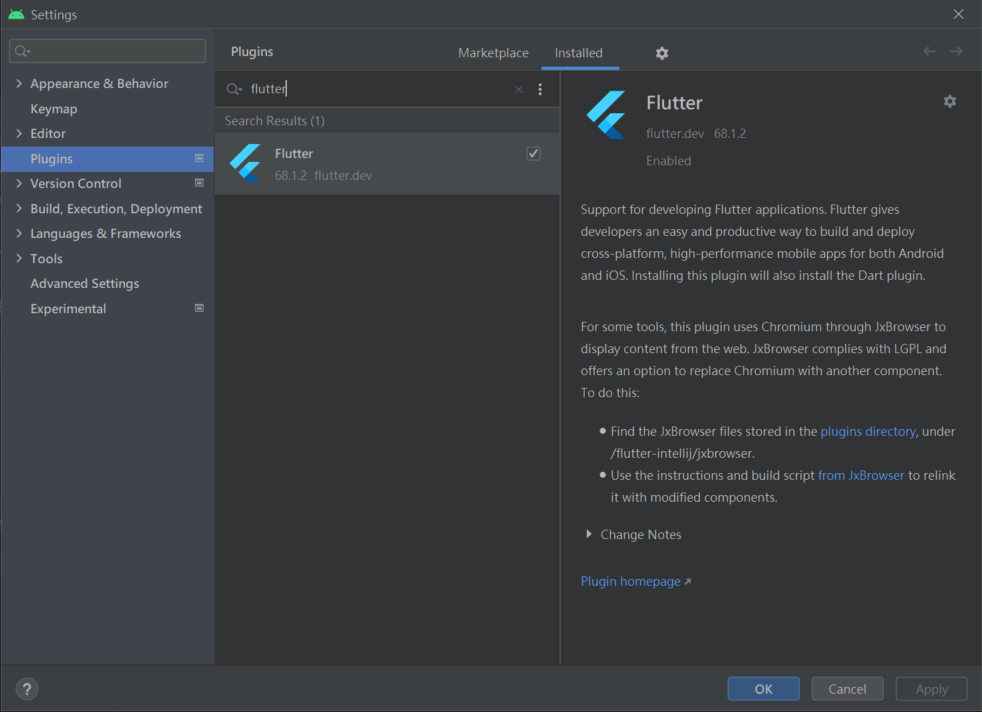 Settings
Plugins
Marketplace
Installed
Appearance & Behavior
Keymap
Editor
Plugins
Version Control
Build, Execution, Deployment
Languages & Frameworks
Tools
Advanced Settings
Experimental
flutter
Search Results (1)
Flutter
68.1.2 flutter.dev
Flutter
flutter.dev 68.1.2
Enabled
Support for developing Flutter applications. Flutter gives
developers an easy and productive way to build and deploy
cross-platform, high-performance mobile apps for both Android
and iOS. Installing this plugin will also install the Dart plugin.
For some tools, this plugin uses Chromium through JxBrowser to
display content from the web. JxBrowser complies with LGPL and
offers an option to replace Chromium with another component.
To do this:
Find the JxBrowser files stored in the plugins directory, under
/flutter-intellij/jxbrowser.
Use the instructions and build script from JxBrowser to relink
it with modified components.
Change Notes
Plugin homepage
?
OK
Cancel
Apply